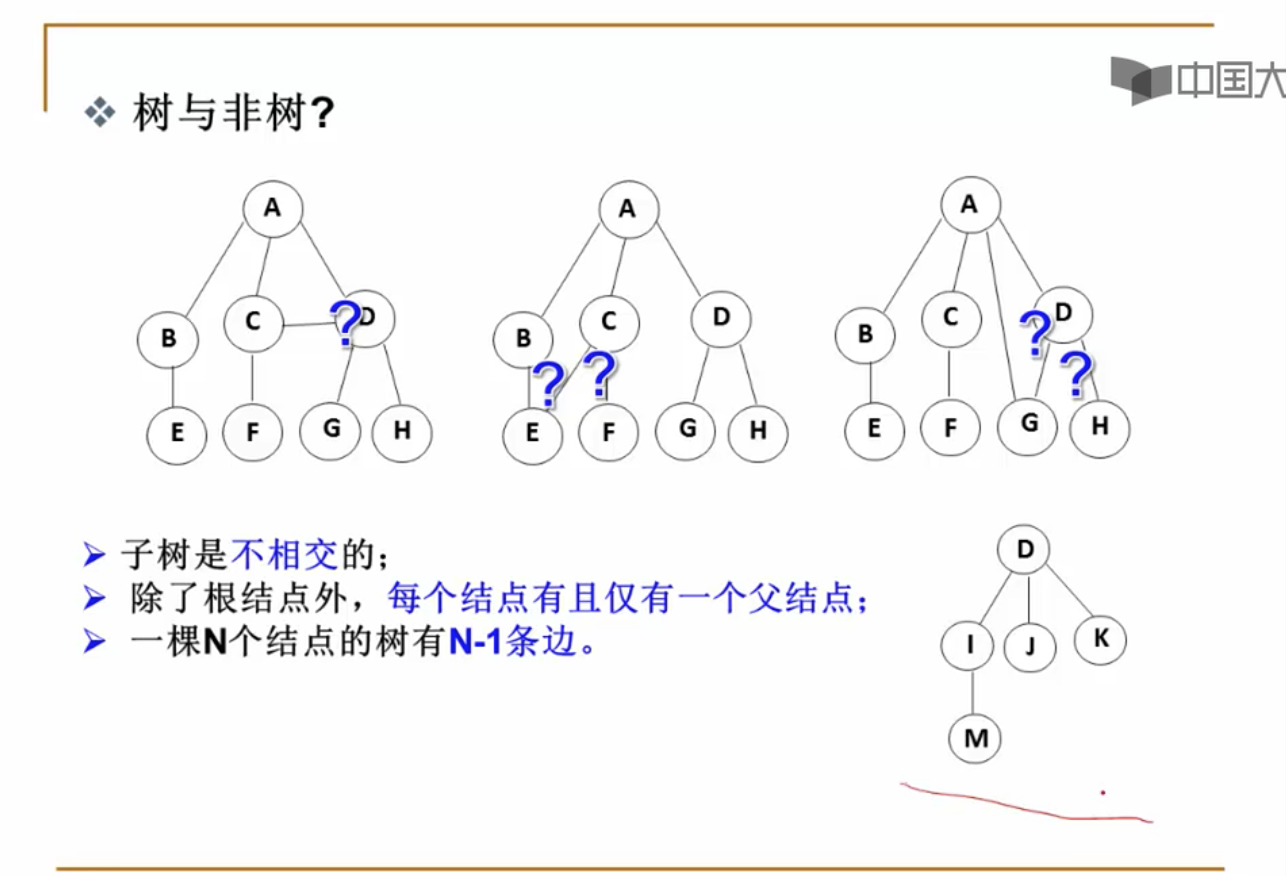 中国大
树与非树?
A A A
B C ? D B C D B C ? D
? ? ?
E F G H E F G H E F G H
子树是不相交的;
除了根结点外，每个结点有且仅有一个父结点;
一棵N个结点的树有N-1条边。
D
I J K
M